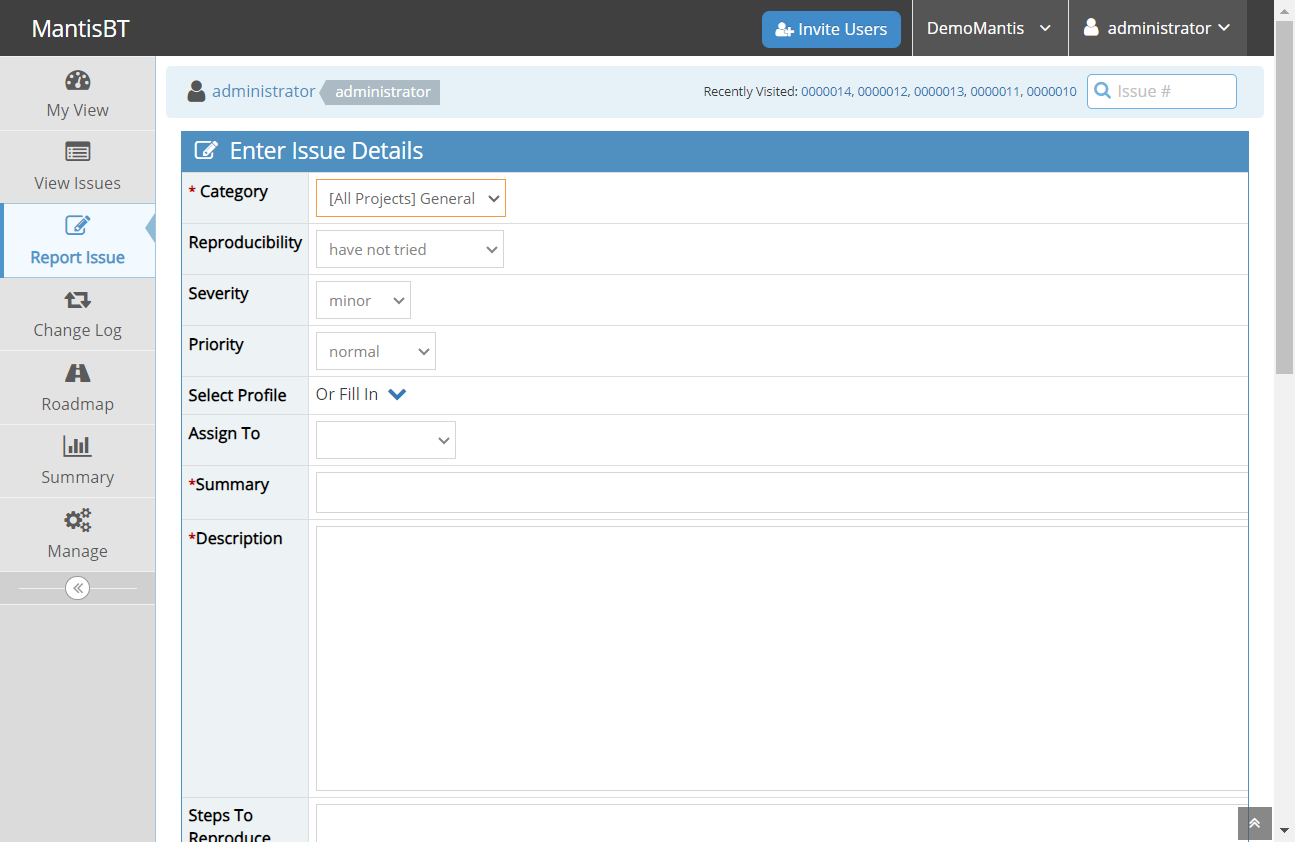 MantisBT
Invite Users
DemoMantis
administrator
My View
View Issues
Report Issue
Change Log
Roadmap
Summary
Manage
administrator administrator
Recently Visited: 0000014, 0000012, 0000013, 0000011, 0000010
Issue #
Enter Issue Details
* Category
[All Projects] General
Reproducibility
have not tried
Severity
minor
Priority
normal
Select Profile
Or Fill In
Assign To
*Summary
*Description
Steps To
Reproduce